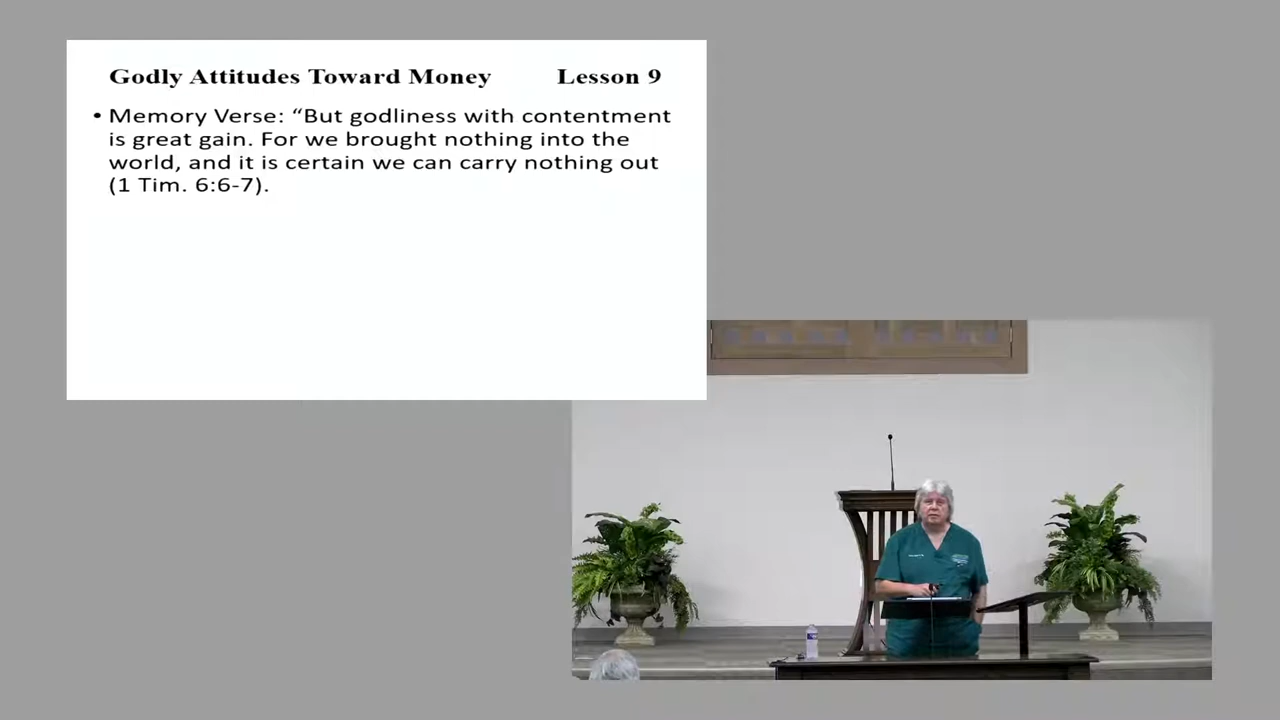 Godly Attitudes Toward Money Lesson 9
• Memory Verse: “But godliness with contentment
is great gain. For we brought nothing into the
world, and it is certain we can carry nothing out
(1 Tim. 6:6-7).